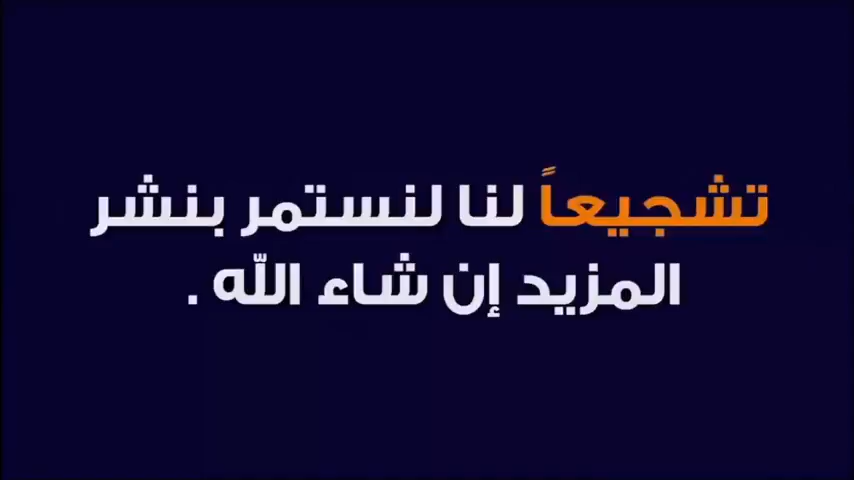 تشجيعاً لنا لنستمر بنشر
المزيد إن شاء الله .